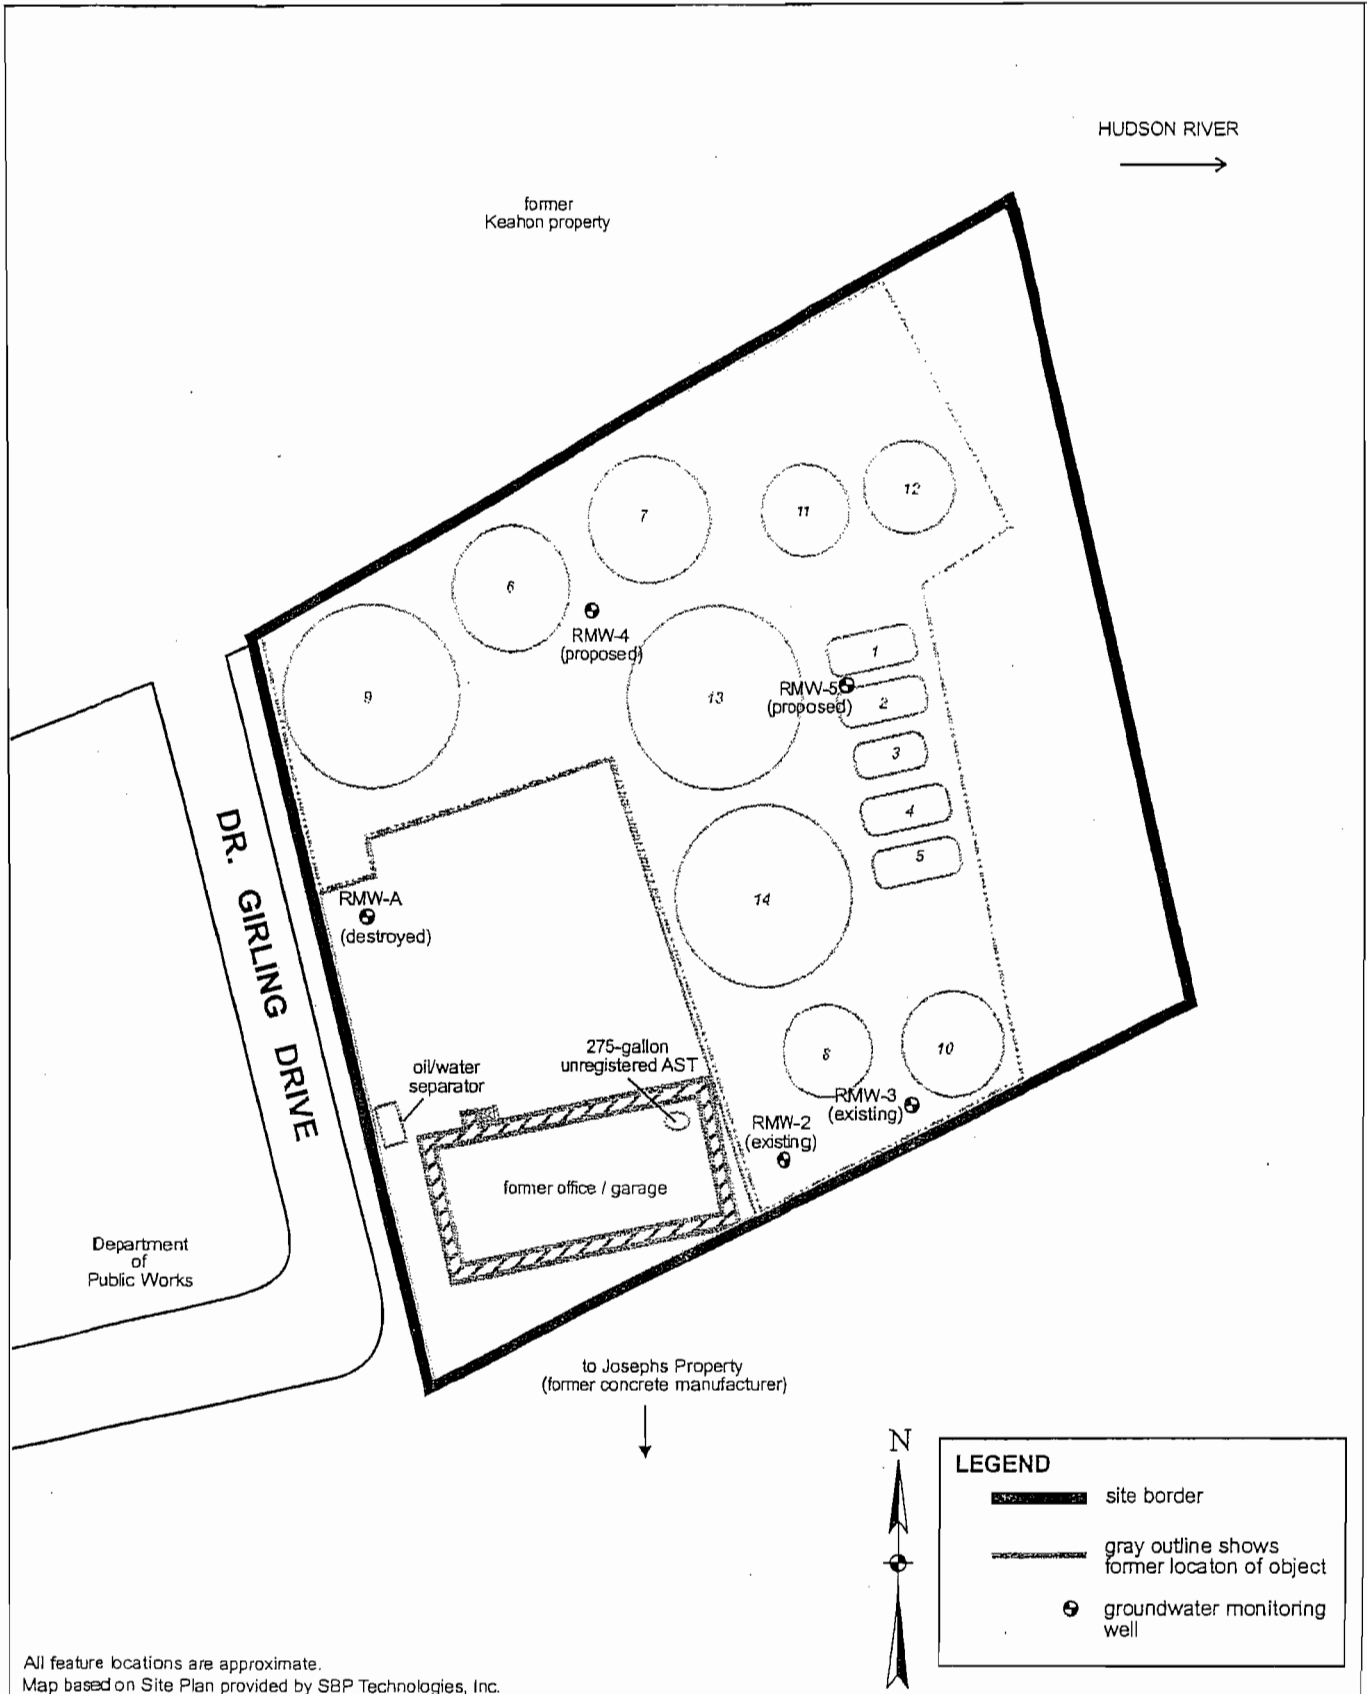 HUDSON RIVER
former
Keahon property
12
7
11
6
RMW-4
(proposed)
1
9
13
RMW-5
(proposed)
2
3
4
5
14
RMW-A
(destroyed)
DR. GIRLING DRIVE
275-gallon
unregistered AST
oil/water
separator
8
10
RMW-3
(existing)
RMW-2
(existing)
former office / garage
Department
of
Public Works
to Josephs Property
(former concrete manufacturer)
N
LEGEND
site border
gray outline shows
former locaton of object
groundwater monitoring
well
All feature locations are approximate.
Map based on Site Plan provided by SBP Technologies, Inc.